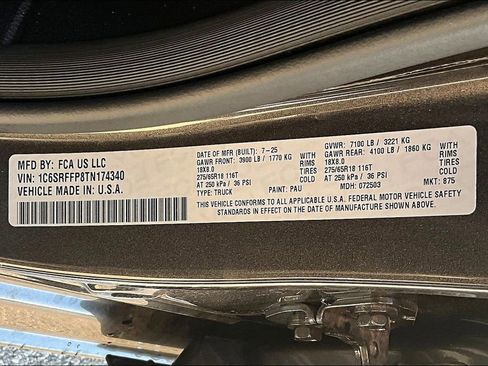 MFD BY: FCA US LLC
VIN: 1C6SRFFP8TN174340
VEHICLE MADE IN U.S.A.
DATE OF MFR (BUILT): 7-25 GVWR: 7100 LB / 3221 KG
GAWR FRONT: 3900 LB / 1770 KG WITH GAWR REAR: 4100 LB / 1860 KG WITH
18X8.0 RIMS 18X8.0 RIMS
275/65R18 116T TIRES 275/65R18 116T TIRES
AT 250 kPa / 36 PSI COLD AT 250 kPa / 36 PSI COLD
TYPE: TRUCK PAINT: PAU MDH: 072503 MKT: 875
THIS VEHICLE CONFORMS TO ALL APPLICABLE U.S.A. FEDERAL MOTOR VEHICLE SAFETY
STANDARDS IN EFFECT ON THE DATE OF MANUFACTURE SHOWN ABOVE.